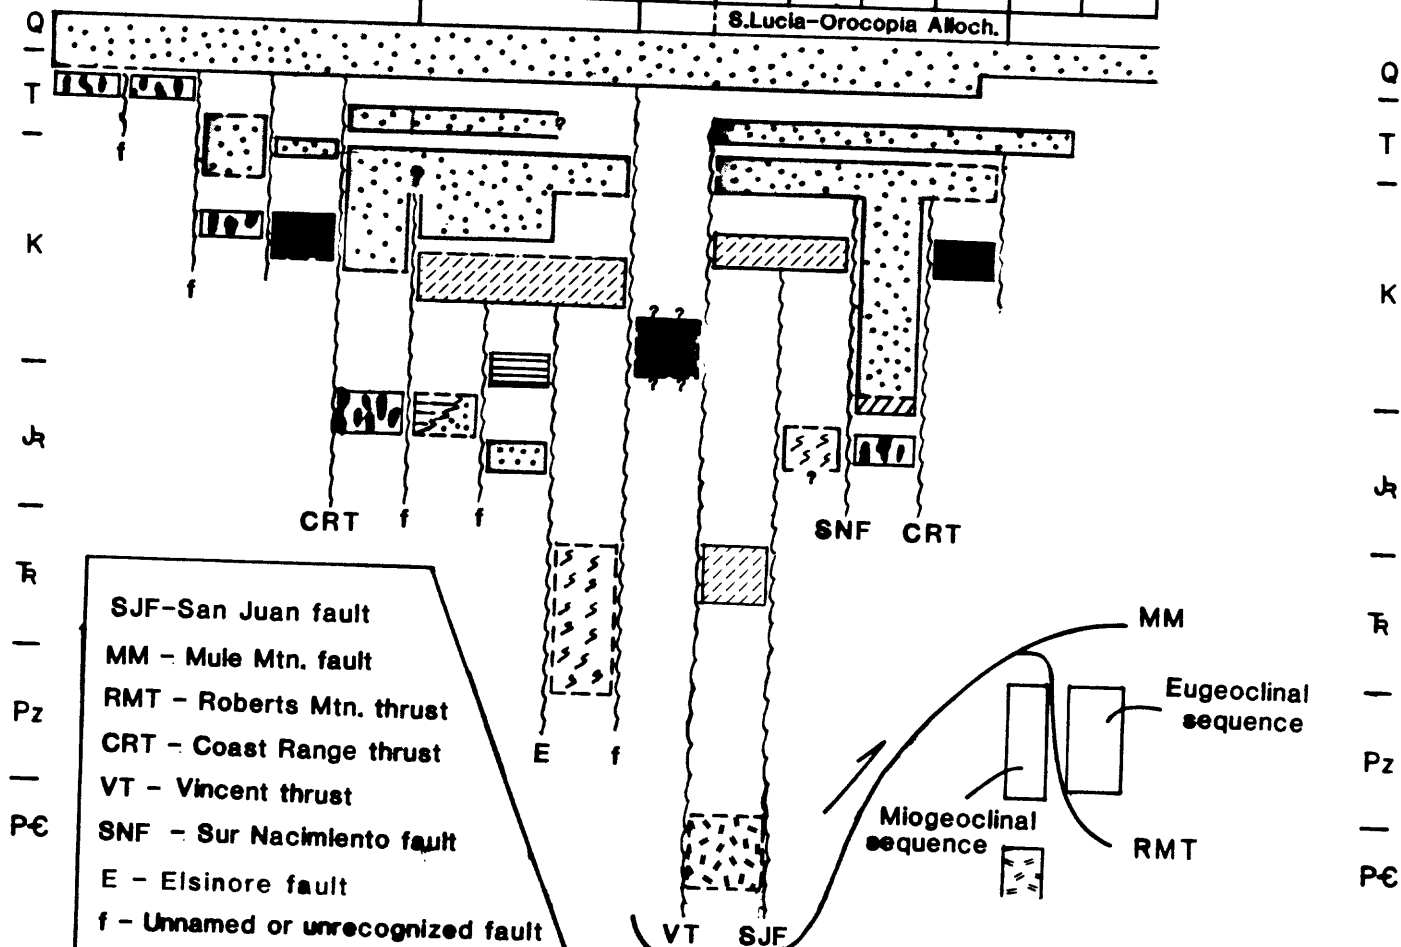 S.Lucia-Orocopia Alloch.
Q
Q
T
?
T
f
?
K
K
f
? ?
? ?
JR
?
JR
CRT
f
f
SNF
CRT
TR
TR
SJF-San Juan fault
MM
MM - Mule Mtn. fault
RMT - Roberts Mtn. thrust
Eugeoclinal
sequence
Pz
CRT - Coast Range thrust
E
f
Pz
VT - Vincent thrust
Miogeoclinal
sequence
P-Є
SNF - Sur Nacimiento fault
RMT
P-Є
E - Elsinore fault
f - Unnamed or unrecognized fault
VT
SJF